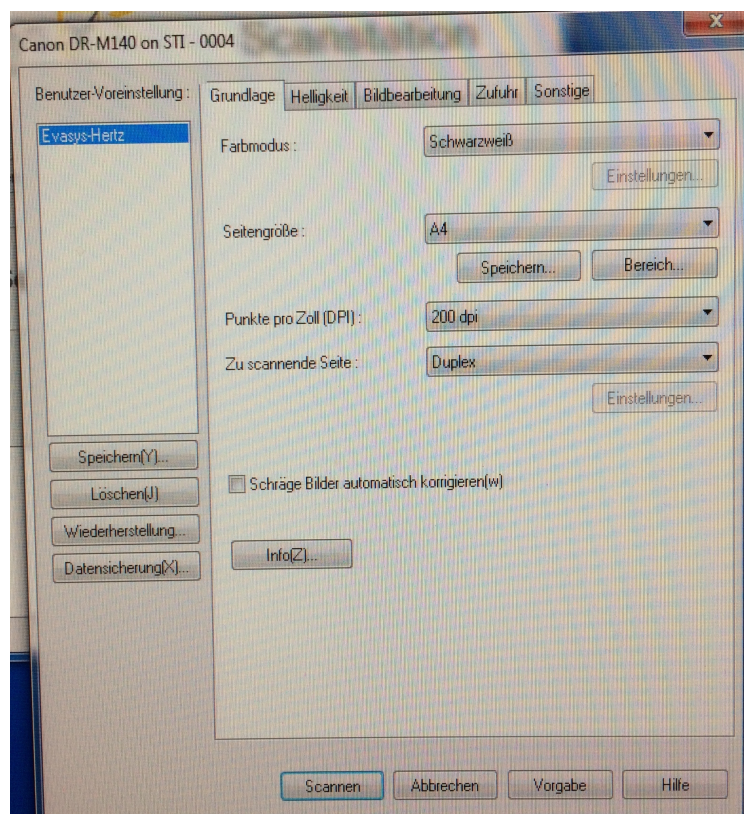 Canon DR-M140 on STI - 0004
Scanstation
Benutzer-Voreinstellung :
Evasys-Hertz
Speichern(Y)...
Löschen(J)
Wiederherstellung...
Datensicherung(X)...
Grundlage Helligkeit Bildbearbeitung Zufuhr Sonstige
Farbmodus : Schwarzweiß
Einstellungen...
Seitengröße : A4
Speichern... Bereich...
Punkte pro Zoll (DPI) : 200 dpi
Zu scannende Seite : Duplex
Einstellungen...
Schräge Bilder automatisch korrigieren(w)
Info(Z)...
Scannen Abbrechen Vorgabe Hilfe